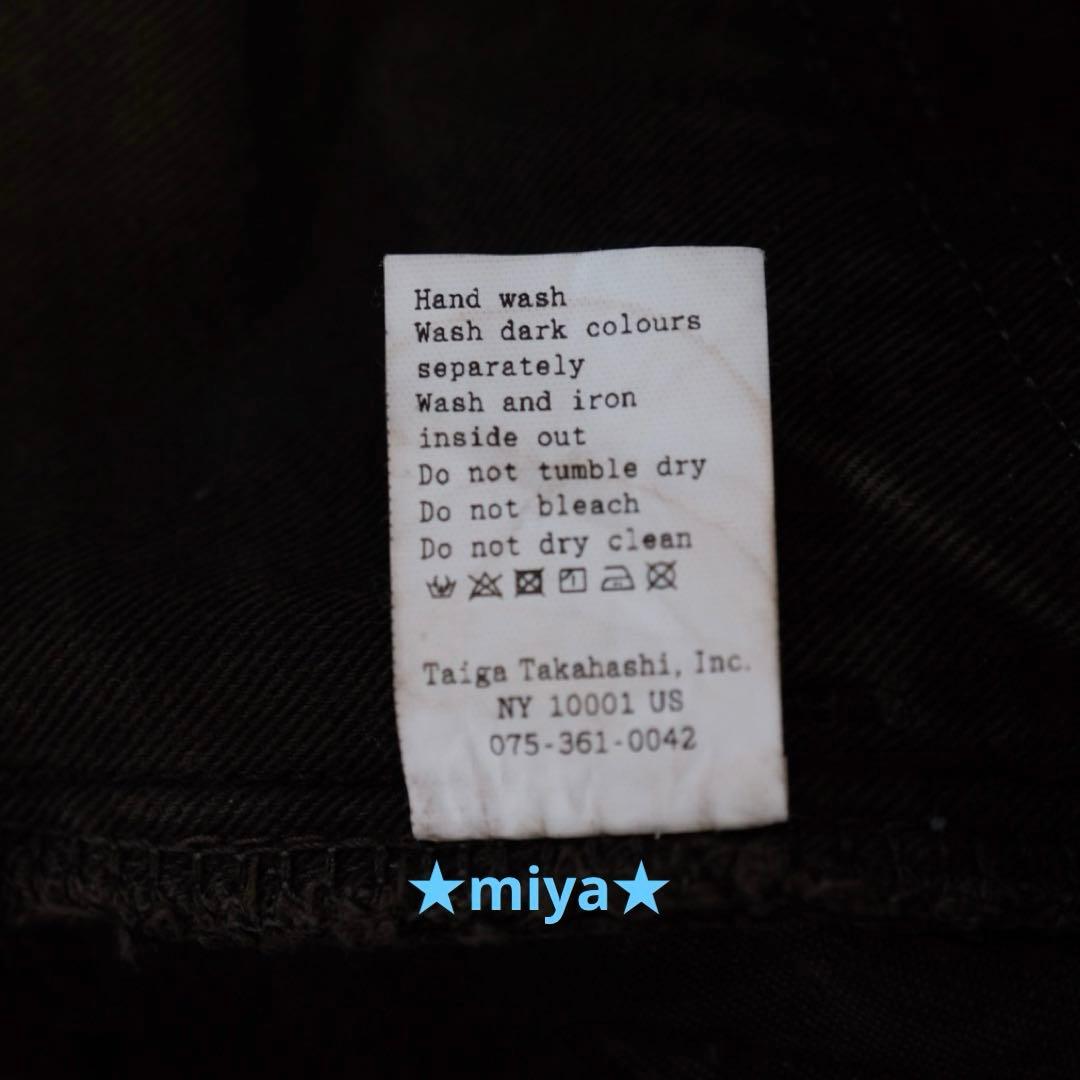 Hand wash
Wash dark colours
separately
Wash and iron
inside out
Do not tumble dry
Do not bleach
Do not dry clean
Taiga Takahashi, Inc.
NY 10001 US
075-361-0042
★miya★